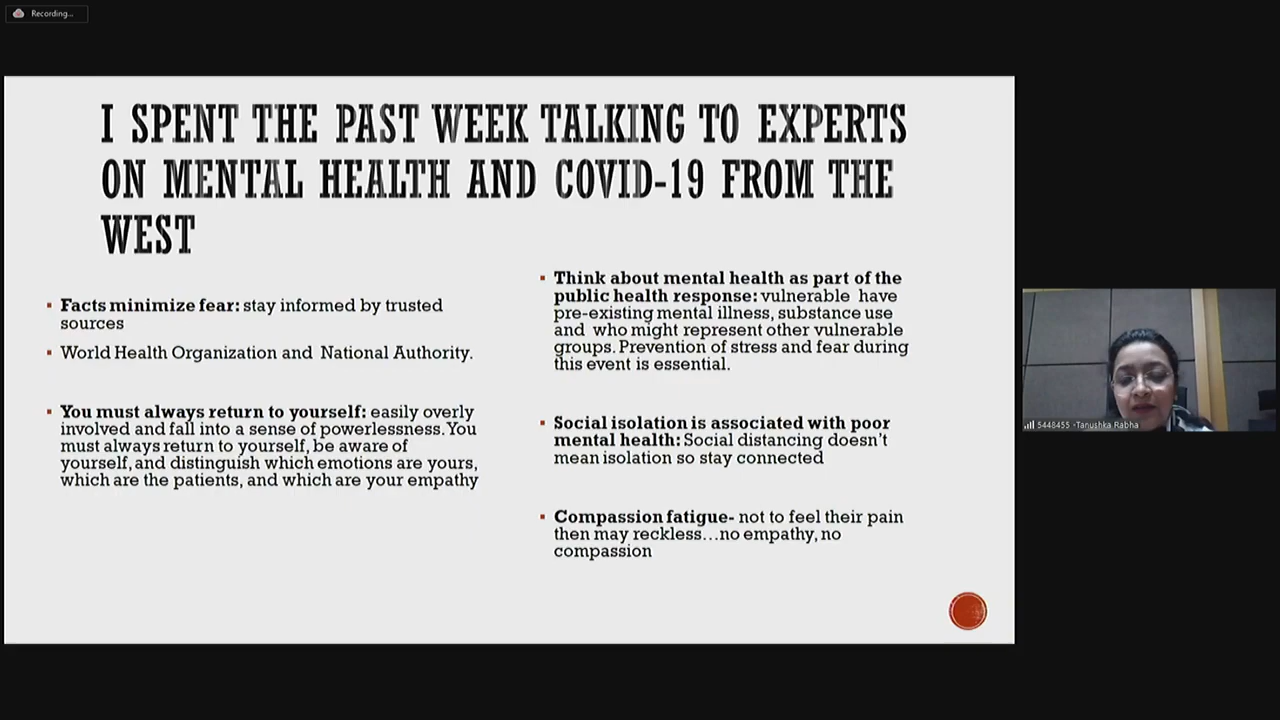 Recording...
I SPENT THE PAST WEEK TALKING TO EXPERTS
ON MENTAL HEALTH AND COVID-19 FROM THE
WEST
Facts minimize fear: stay informed by trusted
sources
World Health Organization and National Authority.
You must always return to yourself: easily overly
involved and fall into a sense of powerlessness. You
must always return to yourself, be aware of
yourself, and distinguish which emotions are yours,
which are the patients, and which are your empathy
Think about mental health as part of the
public health response: vulnerable have
pre-existing mental illness, substance use
and who might represent other vulnerable
groups. Prevention of stress and fear during
this event is essential.
Social isolation is associated with poor
mental health: Social distancing doesn't
mean isolation so stay connected
Compassion fatigue- not to feel their pain
then may reckless...no empathy, no
compassion
5448455 -Tanushka Rabha